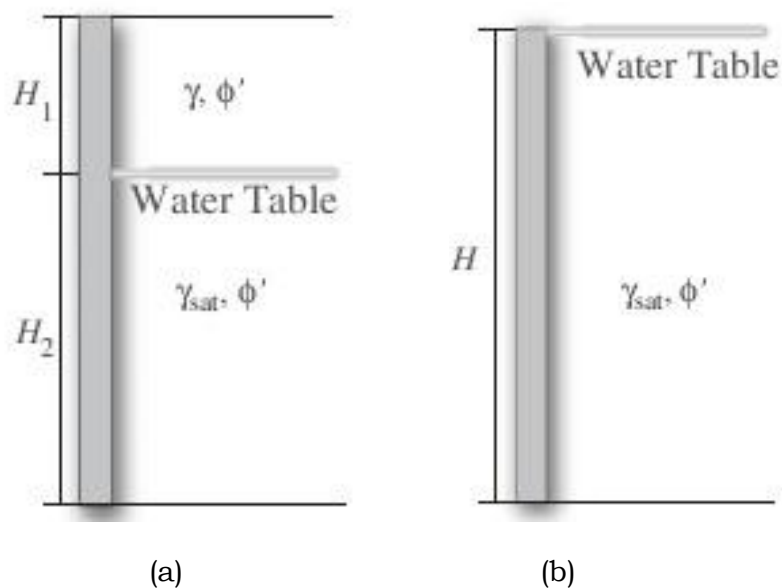 H₁
γ, ϕ′
Water Table
H₂
γsat, ϕ′
(a)
Water Table
H
γsat, ϕ′
(b)